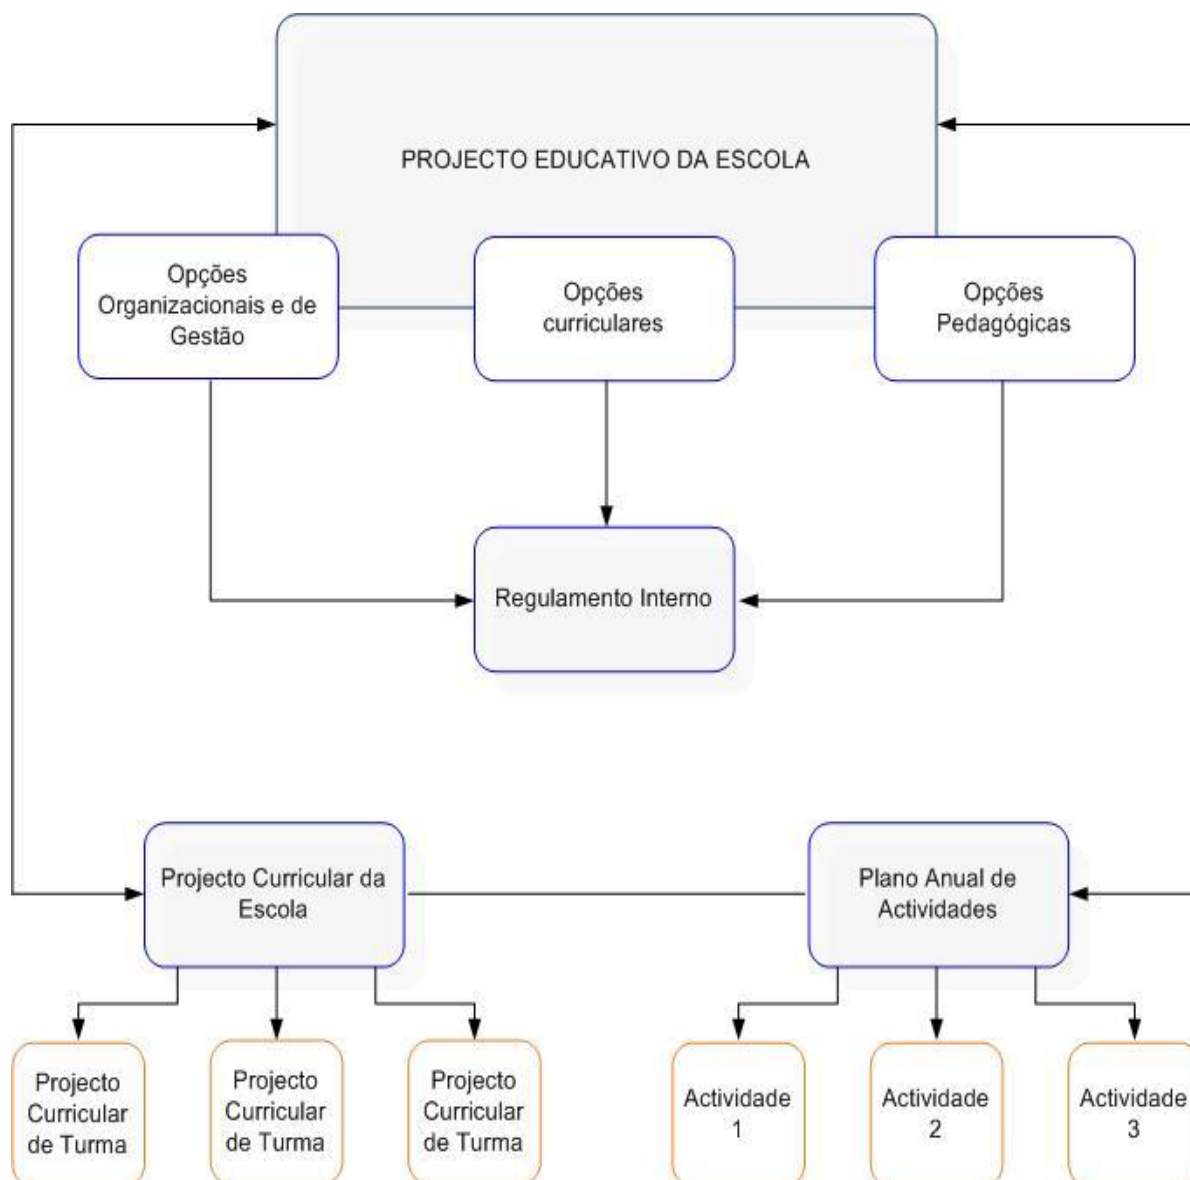 PROJECTO EDUCATIVO DA ESCOLA
Opções
Organizacionais e de
Gestão
Opções
curriculares
Opções
Pedagógicas
Regulamento Interno
Projecto Curricular da
Escola
Plano Anual de
Actividades
Projecto
Curricular
de Turma
Projecto
Curricular
de Turma
Projecto
Curricular
de Turma
Actividade
1
Actividade
2
Actividade
3